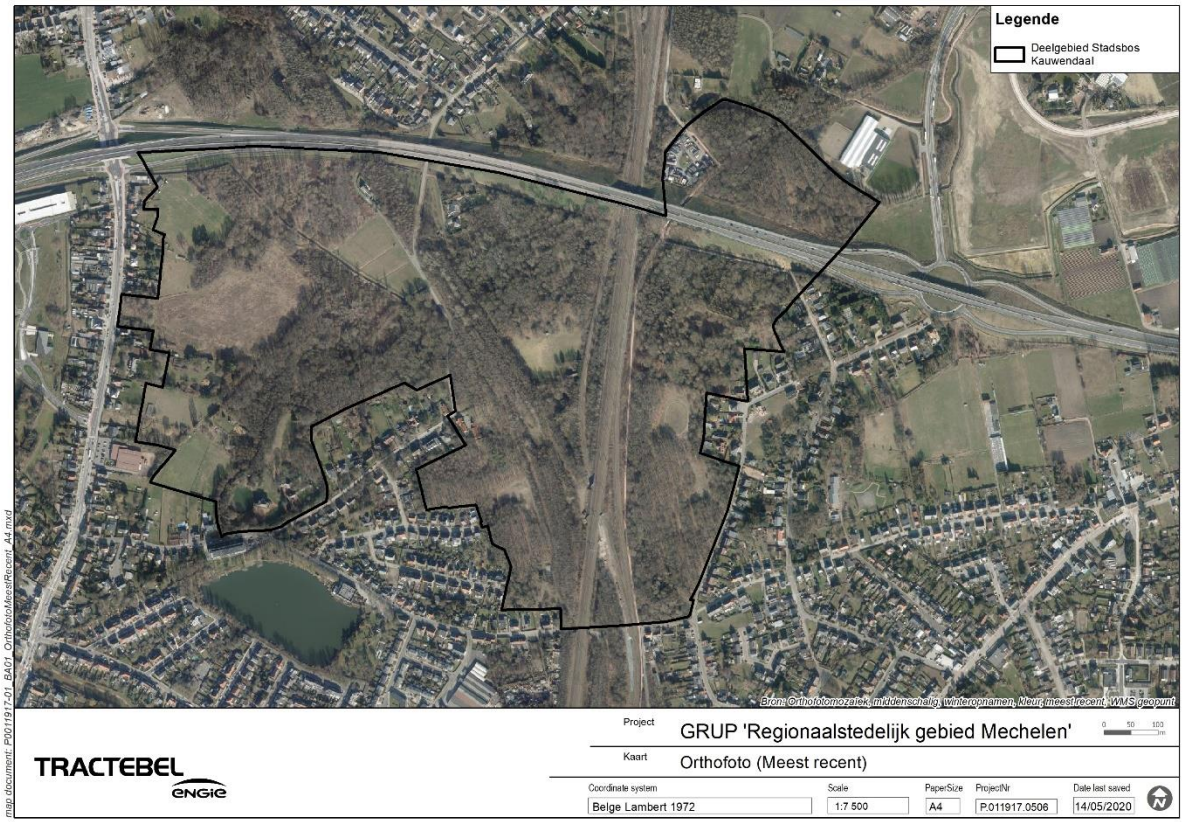 Legende
Deelgebied Stadsbos
Kauwendaal
map document: P0011917-01_BA01_OrthofotoMeestRecent_A4.mxd
Bron: Orthofotomozaïek, middenschalig, winteropnamen, kleur, meest recent, WMS geopunt
Project
GRUP 'Regionaalstedelijk gebied Mechelen'
0 50 100
m
Kaart
Orthofoto (Meest recent)
TRACTEBEL
ENGIE
Coordinate system
Belge Lambert 1972
Scale
1:7 500
PaperSize
A4
ProjectNr
P.011917.0506
Date last saved
14/05/2020
N